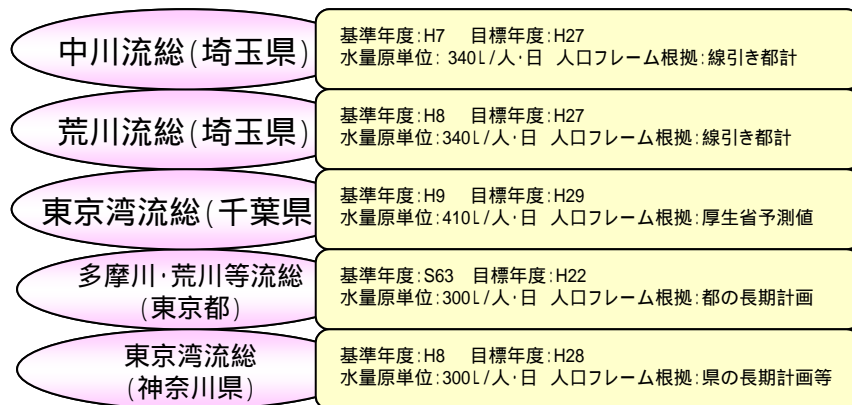 中川流総(埼玉県)
基準年度:H7 目標年度:H27
水量原単位: 340L/人・日 人口フレーム根拠:線引き都計
荒川流総(埼玉県)
基準年度:H8 目標年度:H27
水量原単位:340L/人・日 人口フレーム根拠:線引き都計
東京湾流総(千葉県
基準年度:H9 目標年度:H29
水量原単位:410L/人・日 人口フレーム根拠:厚生省予測値
多摩川・荒川等流総
(東京都)
基準年度:S63 目標年度:H22
水量原単位:300L/人・日 人口フレーム根拠:都の長期計画
東京湾流総
(神奈川県)
基準年度:H8 目標年度:H28
水量原単位:300L/人・日 人口フレーム根拠:県の長期計画等